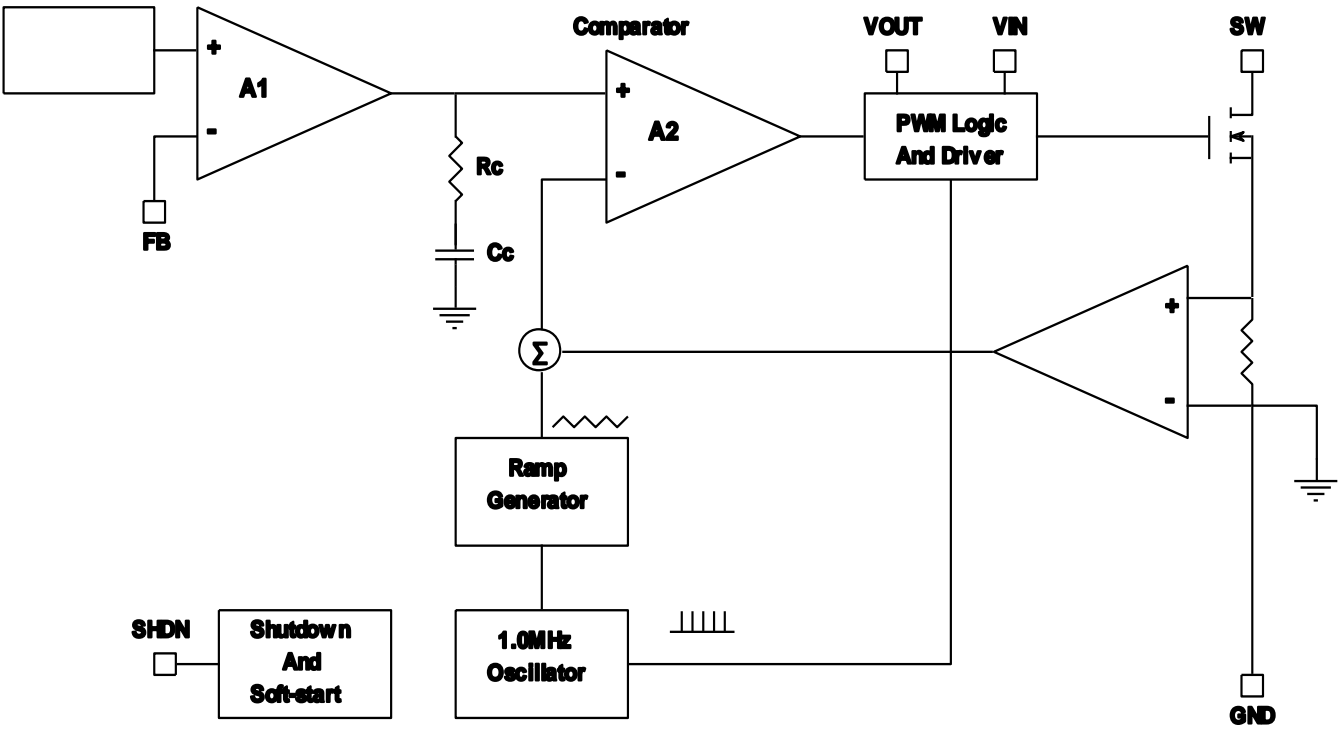 Comparator
VOUT
VIN
SW
+
A1
-
FB
Rc
Cc
+
A2
-
PWM Logic
And Driver
+
-
Σ
Ramp
Generator
SHDN
Shutdown
And
Soft-start
1.0MHz
Oscillator
GND